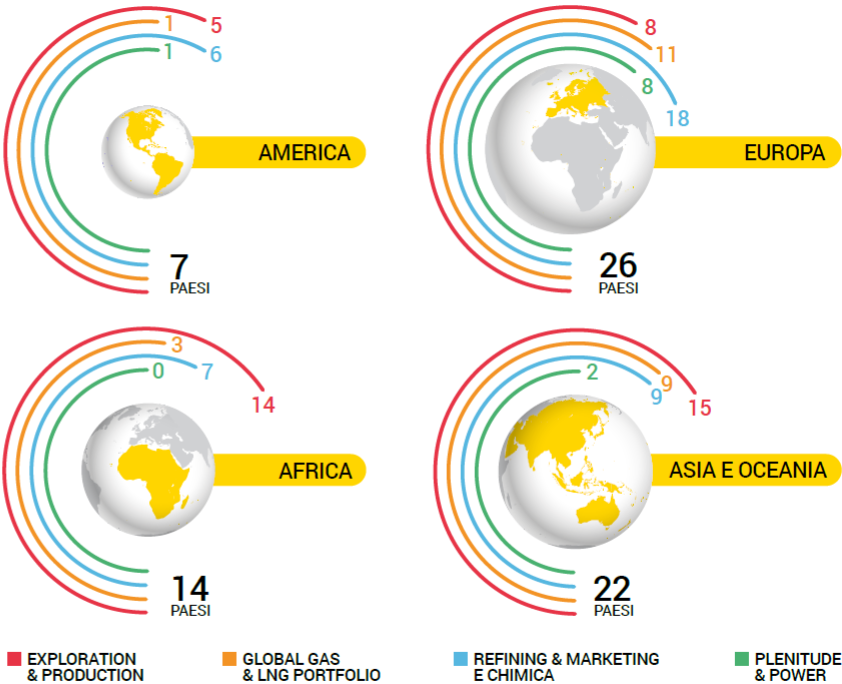 1
5
6
1
AMERICA
7
PAESI
8
11
8
18
EUROPA
26
PAESI
3
7
0
14
AFRICA
14
PAESI
2
9
9
15
ASIA E OCEANIA
22
PAESI
EXPLORATION
& PRODUCTION
GLOBAL GAS
& LNG PORTFOLIO
REFINING & MARKETING
E CHIMICA
PLENITUDE
& POWER